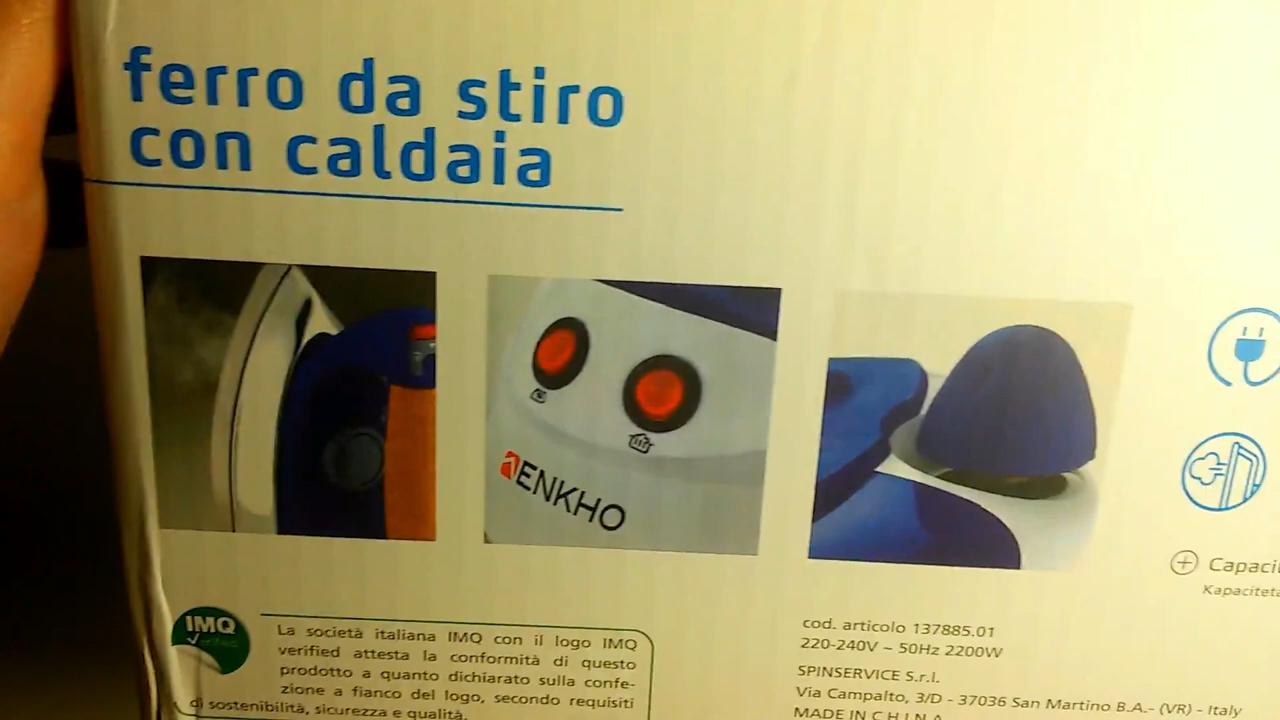 ferro da stiro
con caldaia
ENKHO
IMQ
verified
La società italiana IMQ con il logo IMQ
verified attesta la conformità di questo
prodotto a quanto dichiarato sulla confe-
zione a fianco del logo, secondo requisiti
di sostenibilità, sicurezza e qualità.
cod. articolo 137885.01
220-240V ~ 50Hz 2200W
SPINSERVICE S.r.l.
Via Campalto, 3/D - 37036 San Martino B.A.- (VR) - Italy
MADE IN CHINA